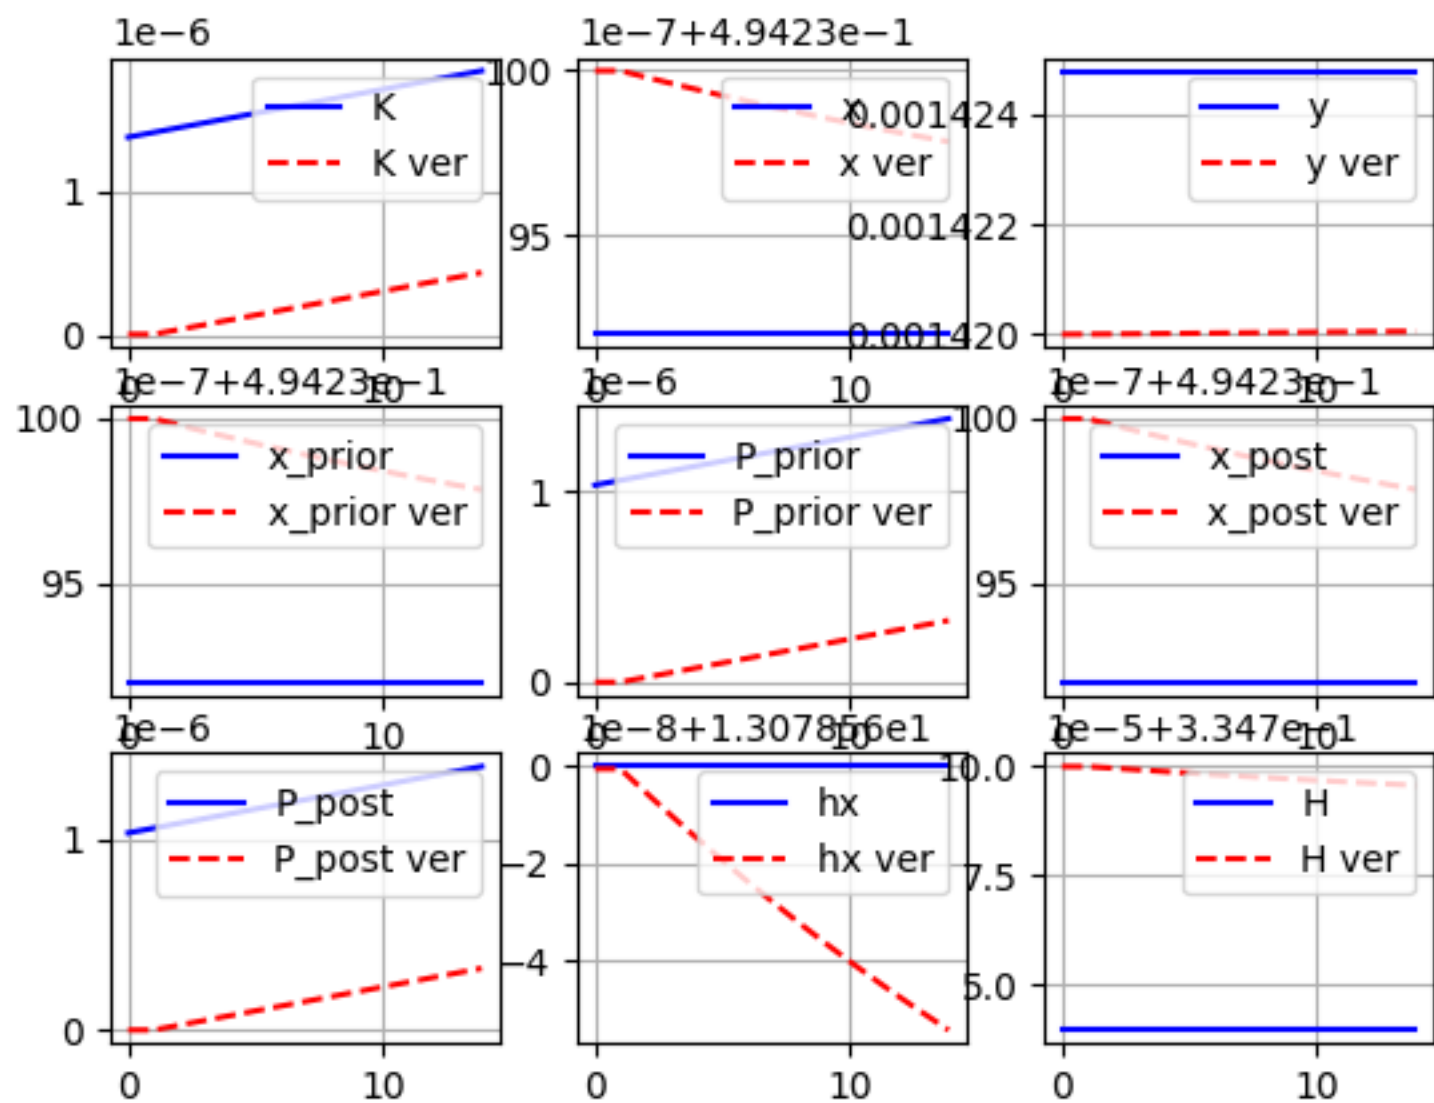 1e−6
1e−7+4.9423e−1
K
K ver
1
0
0
10
100
95
x
x ver
0
10
0.001424
0.001422
0.001420
y
y ver
0
10
1e−7+4.9423e−1
100
95
x_prior
x_prior ver
0
10
1e−6
1
0
P_prior
P_prior ver
0
10
1e−7+4.9423e−1
100
95
x_post
x_post ver
0
10
1e−6
1
0
P_post
P_post ver
0
10
1e−8+1.307856e1
0
−2
−4
hx
hx ver
0
10
1e−5+3.347e−1
10.0
7.5
5.0
H
H ver
0
10